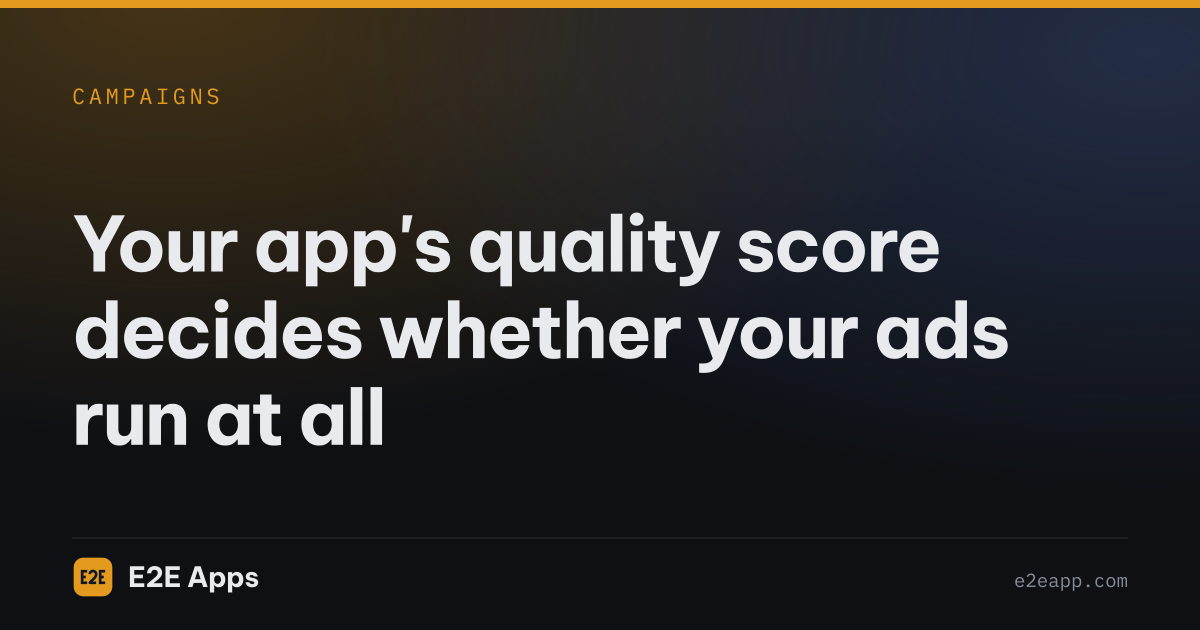 CAMPAIGNS
Your app's quality score
decides whether your ads
run at all
E2E E2E Apps
e2eapp.com